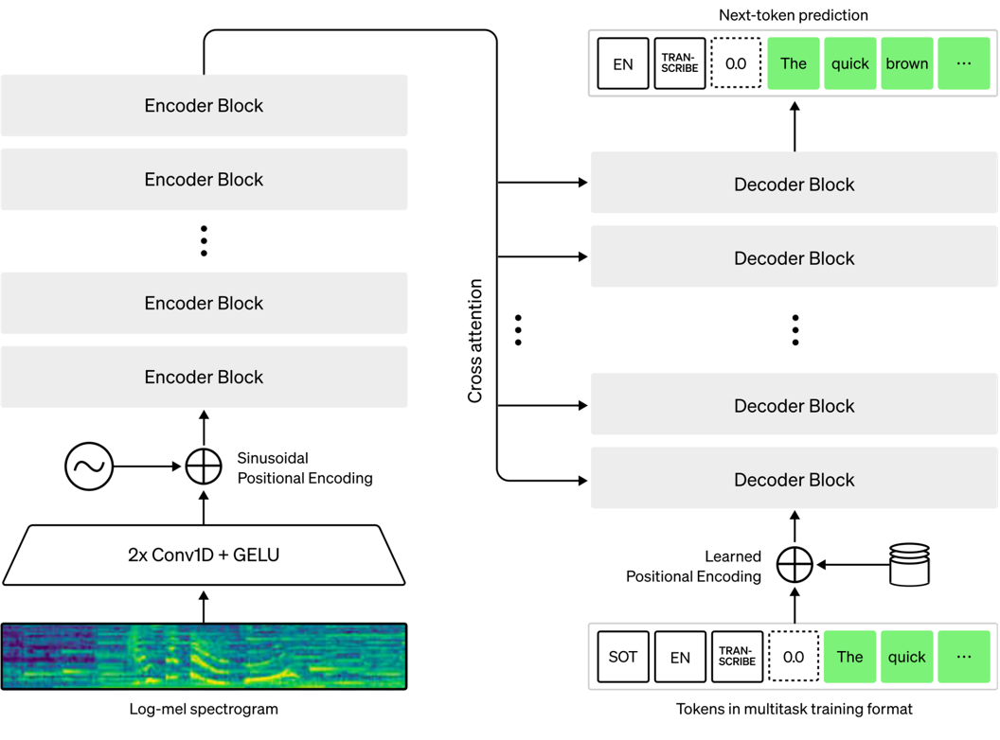 Next-token prediction
EN TRAN-SCRIBE 0.0 The quick brown ...
Encoder Block
Encoder Block
Encoder Block
Encoder Block
Sinusoidal
Positional Encoding
2x Conv1D + GELU
Log-mel spectrogram
Cross attention
Decoder Block
Decoder Block
Decoder Block
Decoder Block
Learned
Positional Encoding
SOT EN TRAN-SCRIBE 0.0 The quick ...
Tokens in multitask training format